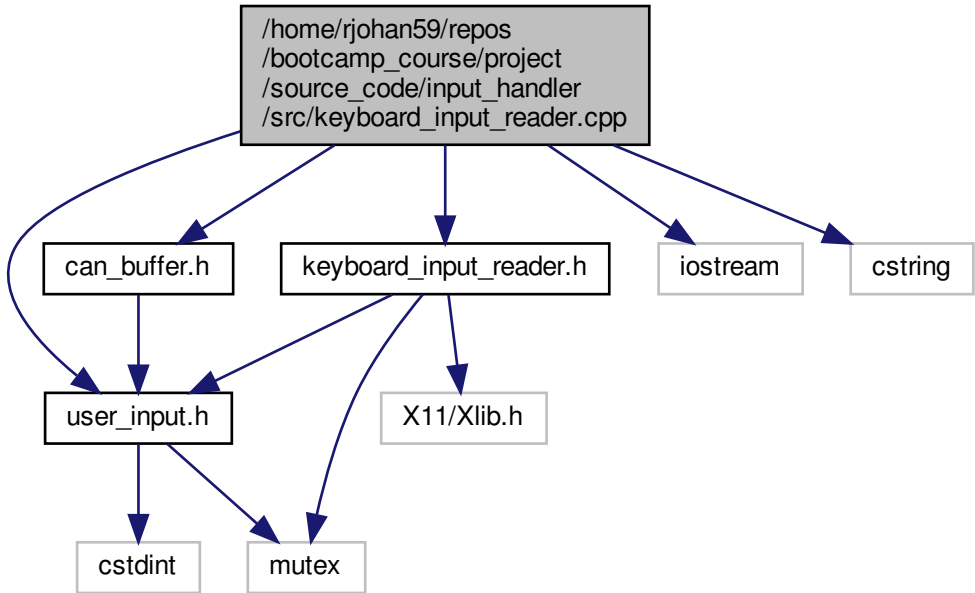 /home/rjohan59/repos
/bootcamp_course/project
/source_code/input_handler
/src/keyboard_input_reader.cpp
can_buffer.h
keyboard_input_reader.h
iostream
cstring
user_input.h
X11/Xlib.h
cstdint
mutex